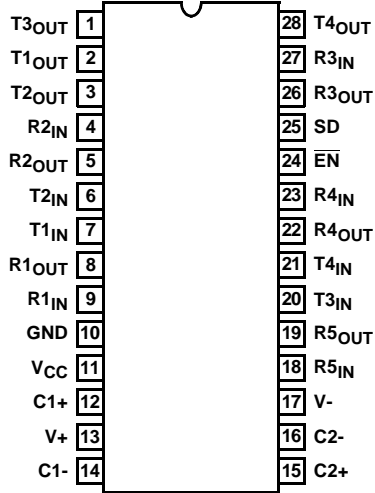 T3OUT 1 28 T4OUT
T1OUT 2 27 R3IN
T2OUT 3 26 R3OUT
R2IN 4 25 SD
R2OUT 5 24 E̅N̅
T2IN 6 23 R4IN
T1IN 7 22 R4OUT
R1OUT 8 21 T4IN
R1IN 9 20 T3IN
GND 10 19 R5OUT
VCC 11 18 R5IN
C1+ 12 17 V-
V+ 13 16 C2-
C1- 14 15 C2+